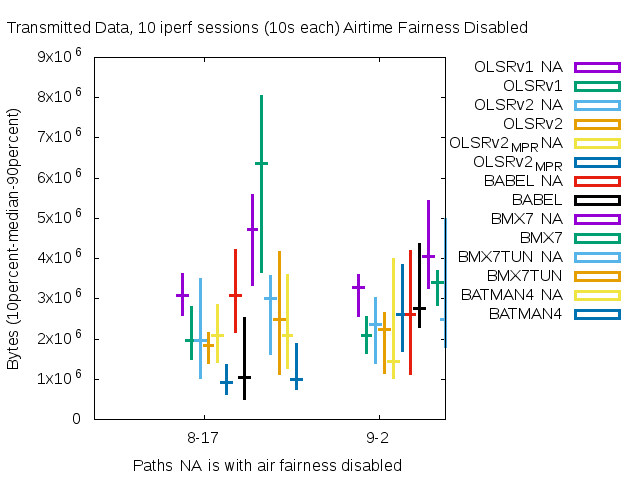 Transmitted Data, 10 iperf sessions (10s each) Airtime Fairness Disabled
9x10^6
8x10^6
7x10^6
6x10^6
5x10^6
4x10^6
3x10^6
2x10^6
1x10^6
0
Bytes (10percent-median-90percent)
8-17
9-2
Paths NA is with air fairness disabled
OLSRv1 NA
OLSRv1
OLSRv2 NA
OLSRv2
OLSRv2_MPR NA
OLSRv2_MPR
BABEL NA
BABEL
BMX7 NA
BMX7
BMX7TUN NA
BMX7TUN
BATMAN4 NA
BATMAN4